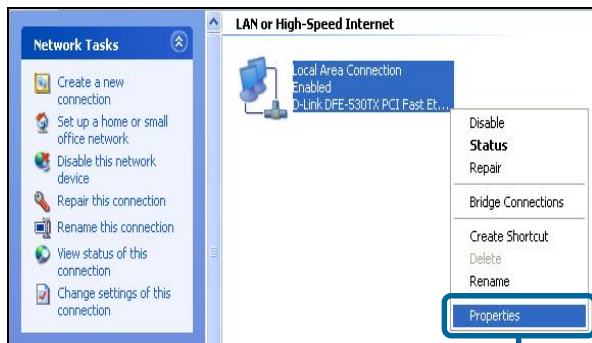 LAN or High-Speed Internet
Network Tasks
Create a new
connection
Set up a home or small
office network
Disable this network
device
Repair this connection
Rename this connection
View status of this
connection
Change settings of this
connection
Local Area Connection
Enabled
D-Link DFE-530TX PCI Fast Et...
Disable
Status
Repair
Bridge Connections
Create Shortcut
Delete
Rename
Properties